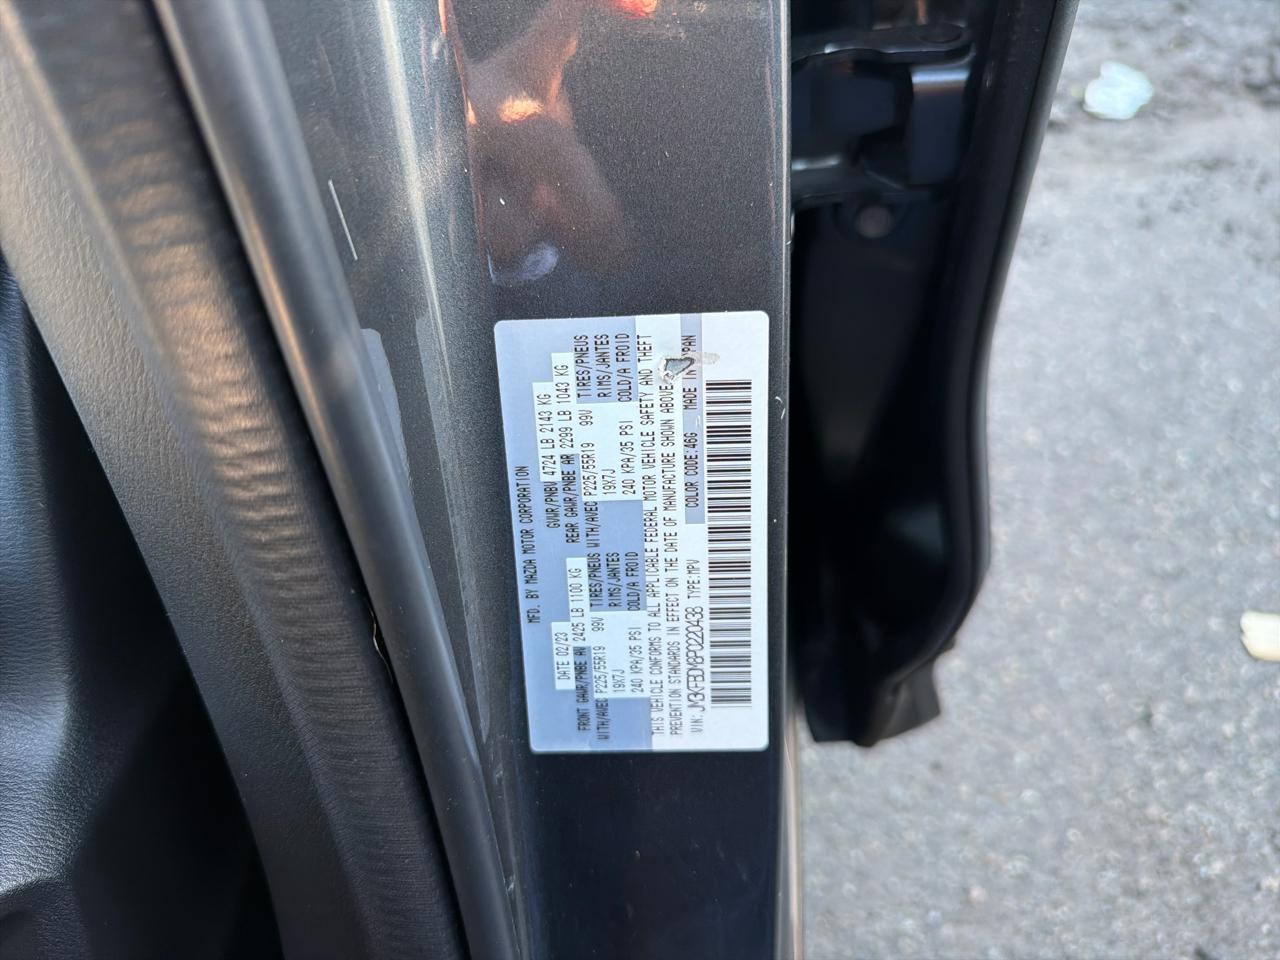 MFD. BY MAZDA MOTOR CORPORATION
DATE 02/23 GVWR/PNBV 4724 LB 2143 KG
FRONT GAWR/PNBE AV 2425 LB 1100 KG REAR GAWR/PNBE AR 2299 LB 1043 KG
WITH/AVEC P225/55R19 99V TIRES/PNEUS WITH/AVEC P225/55R19 99V TIRES/PNEUS
19X7J RIMS/JANTES 19X7J RIMS/JANTES
240 KPA/35 PSI COLD/A FROID 240 KPA/35 PSI COLD/A FROID
THIS VEHICLE CONFORMS TO ALL APPLICABLE FEDERAL MOTOR VEHICLE SAFETY AND THEFT
PREVENTION STANDARDS IN EFFECT ON THE DATE OF MANUFACTURE SHOWN ABOVE
VIN: JM3KFBDM8P0220438 TYPE:MPV COLOR CODE:46G MADE IN PAN